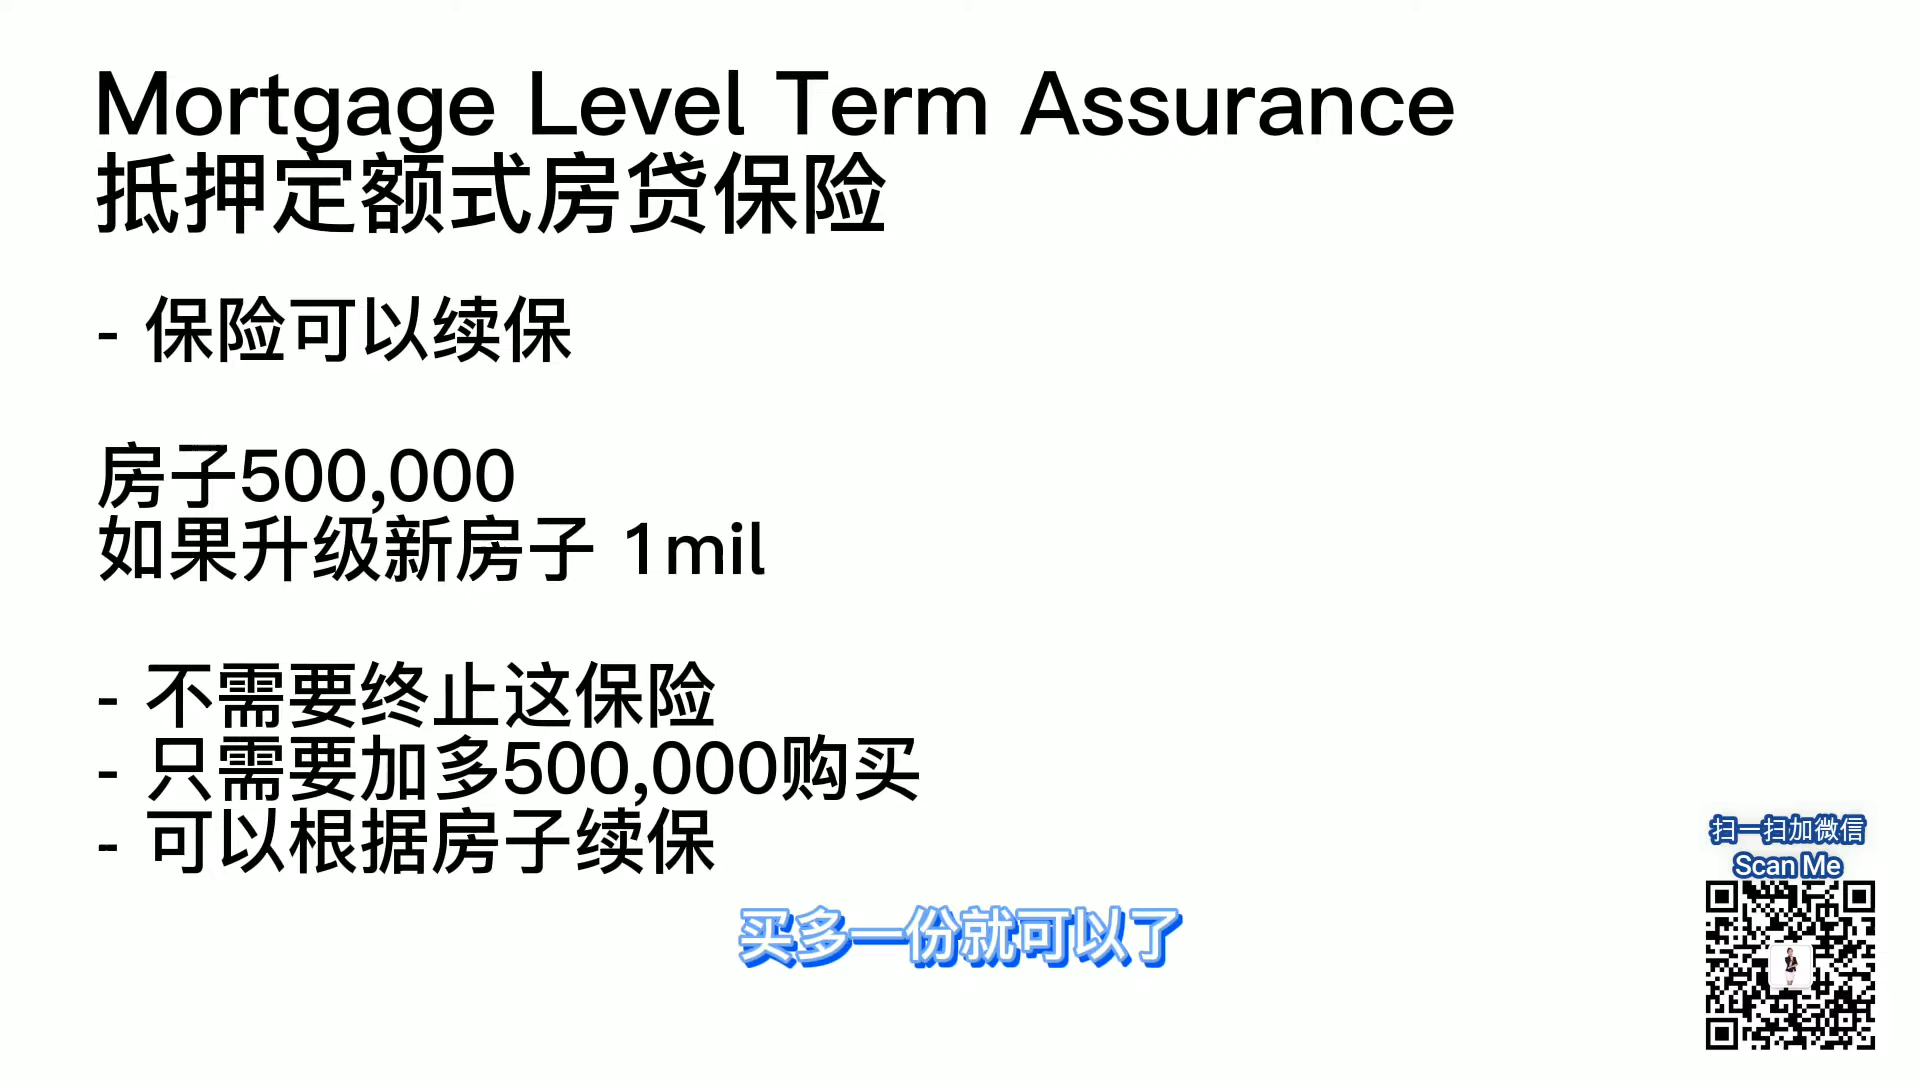 Mortgage Level Term Assurance
抵押定额式房贷保险
- 保险可以续保
房子500,000
如果升级新房子 1mil
- 不需要终止这保险
- 只需要加多500,000购买
- 可以根据房子续保
买多一份就可以了
扫一扫加微信
Scan Me